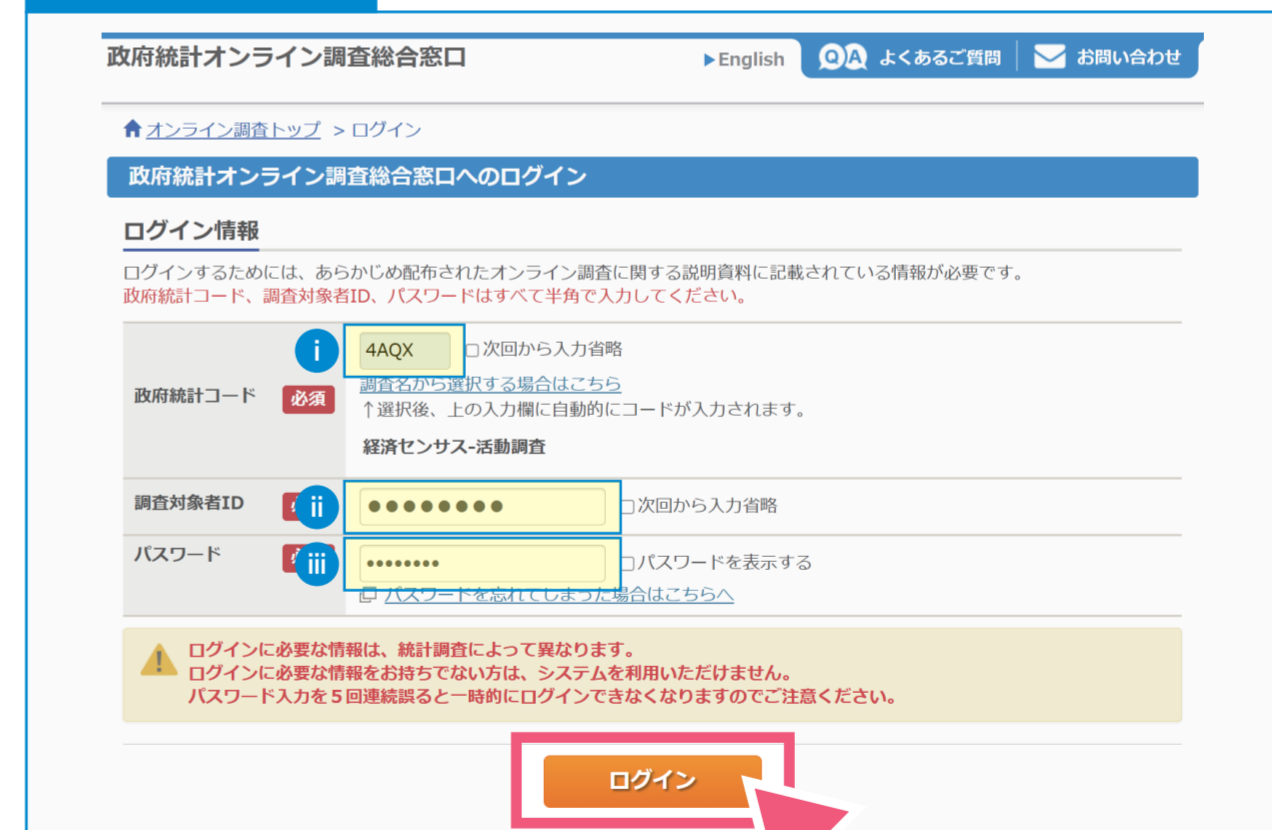 政府統計オンライン調査総合窓口
▶English
QA よくあるご質問
お問い合わせ
オンライン調査トップ > ログイン
政府統計オンライン調査総合窓口へのログイン
ログイン情報
ログインするためには、あらかじめ配布されたオンライン調査に関する説明資料に記載されている情報が必要です。
政府統計コード、調査対象者ID、パスワードはすべて半角で入力してください。
政府統計コード 必須 i 4AQX 次回から入力省略
調査名から選択する場合はこちら
↑選択後、上の入力欄に自動的にコードが入力されます。
経済センサス-活動調査
調査対象者ID ii ●●●●●●●● 次回から入力省略
パスワード iii •••••••• パスワードを表示する
パスワードを忘れてしまった場合はこちらへ
ログインに必要な情報は、統計調査によって異なります。
ログインに必要な情報をお持ちでない方は、システムを利用いただけません。
パスワード入力を5回連続誤ると一時的にログインできなくなりますのでご注意ください。
ログイン